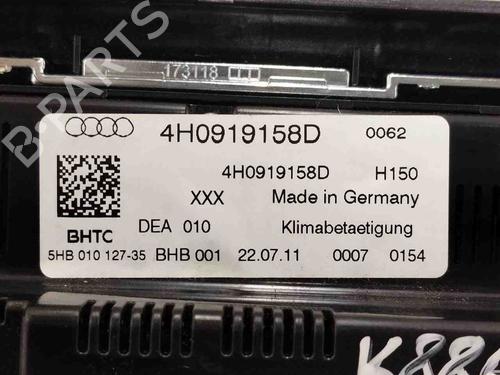 B PARTS
173118
4H0919158D 0062
4H0919158D H150
XXX Made in Germany
DEA 010 Klimabetaetigung
BHTC
5HB 010 127-35 BHB 001 22.07.11 0007 0154